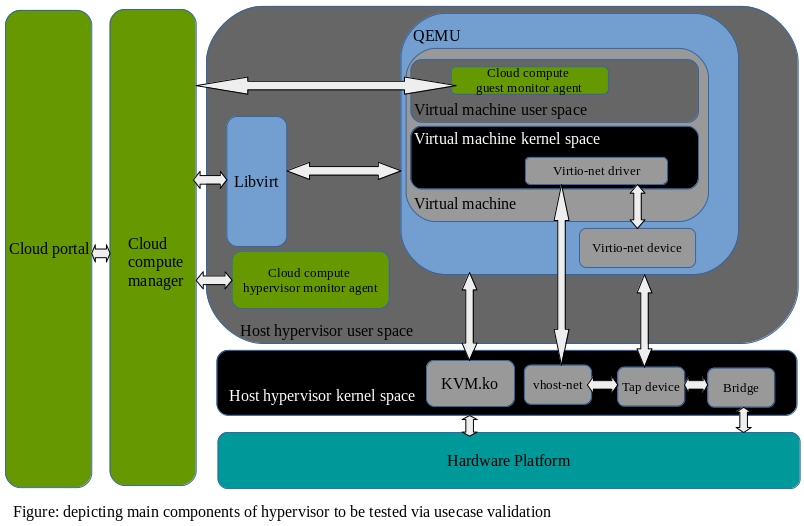 QEMU
Cloud compute
guest monitor agent
Virtual machine user space
Virtual machine kernel space
Virtio-net driver
Libvirt
Virtual machine
Cloud portal
Cloud
compute
manager
Virtio-net device
Cloud compute
hypervisor monitor agent
Host hypervisor user space
KVM.ko
vhost-net
Tap device
Bridge
Host hypervisor kernel space
Hardware Platform
Figure: depicting main components of hypervisor to be tested via usecase validation